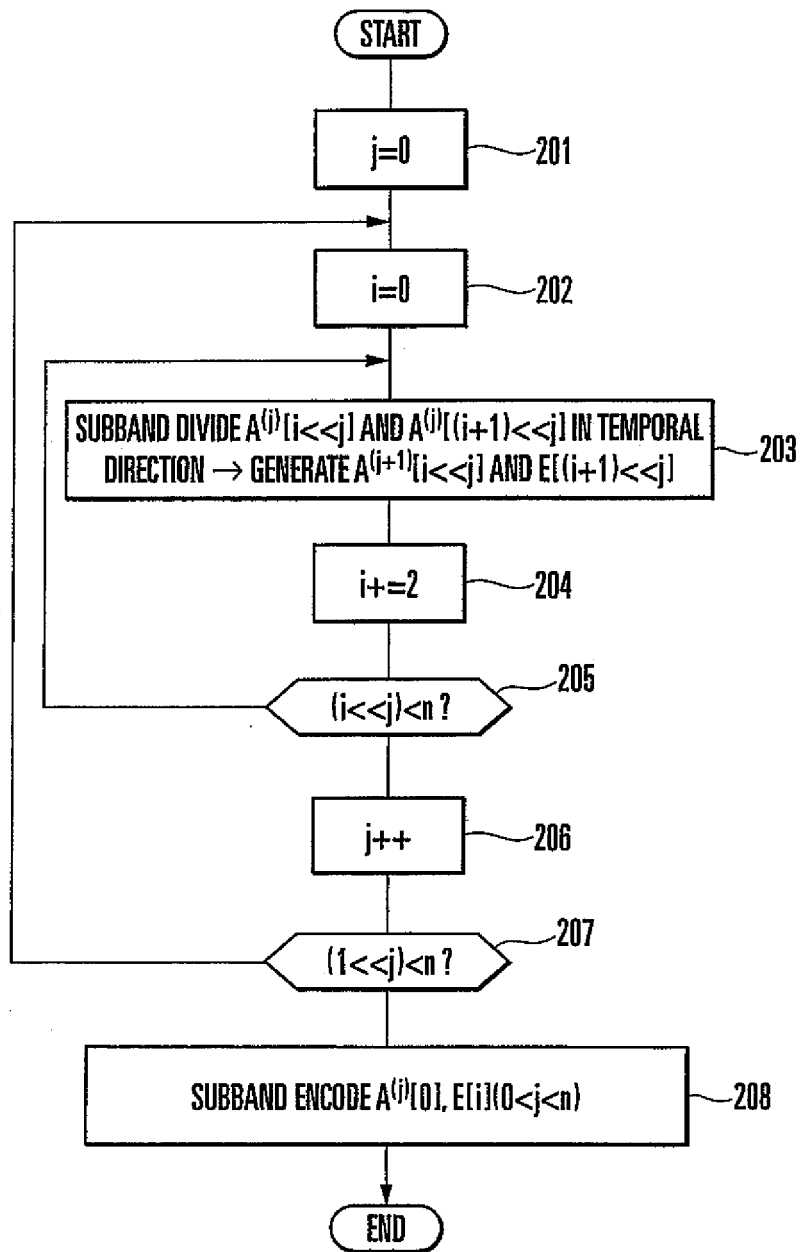 START
j=0
201
i=0
202
SUBBAND DIVIDE A^(j)[i<<j] AND A^(j)[(i+1)<<j] IN TEMPORAL
DIRECTION → GENERATE A^(j+1)[i<<j] AND E[(i+1)<<j]
203
i+=2
204
(i<<j)<n?
205
j++
206
(1<<j)<n?
207
SUBBAND ENCODE A^(j)[0], E[i](0<j<n)
208
END